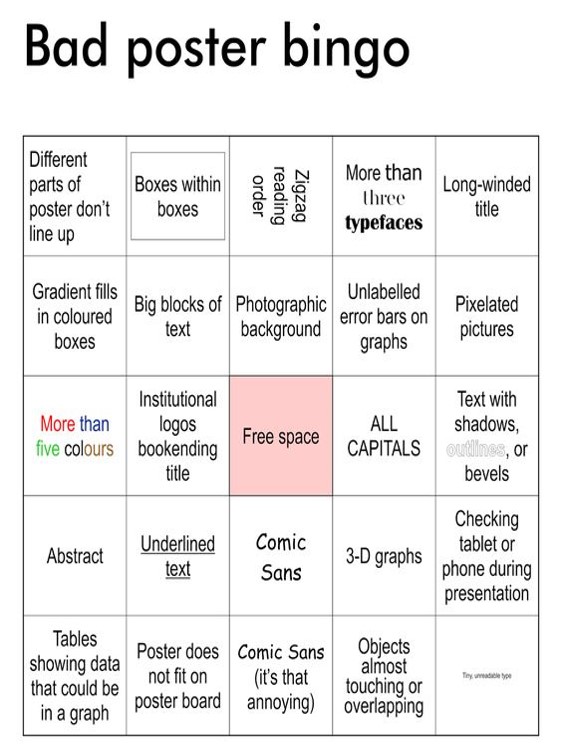 Bad poster bingo
Different
parts of
poster don't
line up
Boxes within
boxes
Zigzag
reading
order
More than
three
typefaces
Long-winded
title
Gradient fills
in coloured
boxes
Big blocks of
text
Photographic
background
Unlabelled
error bars on
graphs
Pixelated
pictures
More than
five colours
Institutional
logos
bookending
title
Free space
ALL
CAPITALS
Text with
shadows,
outlines, or
bevels
Abstract
Underlined
text
Comic
Sans
3-D graphs
Checking
tablet or
phone during
presentation
Tables
showing data
that could be
in a graph
Poster does
not fit on
poster board
Comic Sans
(it's that
annoying)
Objects
almost
touching or
overlapping
Tiny, unreadable type